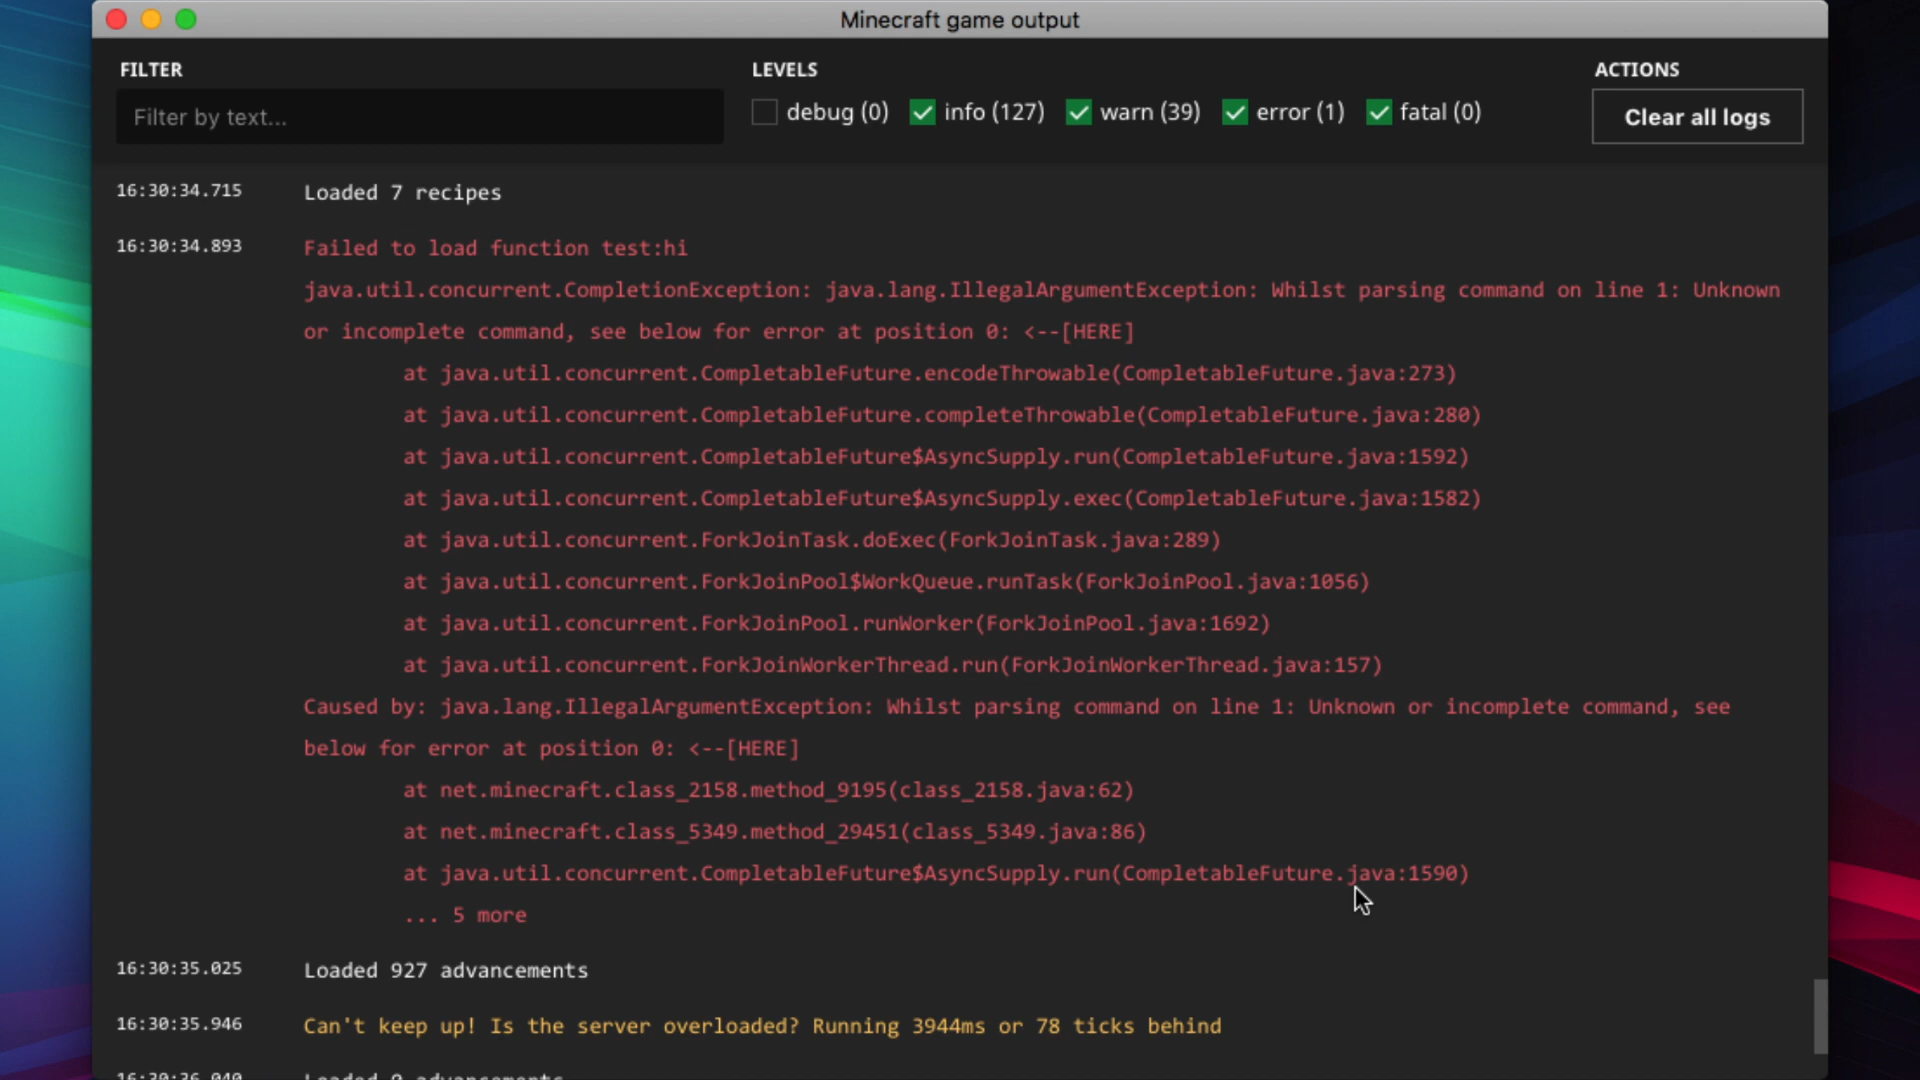 Minecraft game output
FILTER
LEVELS
ACTIONS
Filter by text...
debug (0)
info (127)
warn (39)
error (1)
fatal (0)
Clear all logs
16:30:34.715 Loaded 7 recipes
16:30:34.893 Failed to load function test:hi
java.util.concurrent.CompletionException: java.lang.IllegalArgumentException: Whilst parsing command on line 1: Unknown
or incomplete command, see below for error at position 0: <--[HERE]
at java.util.concurrent.CompletableFuture.encodeThrowable(CompletableFuture.java:273)
at java.util.concurrent.CompletableFuture.completeThrowable(CompletableFuture.java:280)
at java.util.concurrent.CompletableFuture$AsyncSupply.run(CompletableFuture.java:1592)
at java.util.concurrent.CompletableFuture$AsyncSupply.exec(CompletableFuture.java:1582)
at java.util.concurrent.ForkJoinTask.doExec(ForkJoinTask.java:289)
at java.util.concurrent.ForkJoinPool$WorkQueue.runTask(ForkJoinPool.java:1056)
at java.util.concurrent.ForkJoinPool.runWorker(ForkJoinPool.java:1692)
at java.util.concurrent.ForkJoinWorkerThread.run(ForkJoinWorkerThread.java:157)
Caused by: java.lang.IllegalArgumentException: Whilst parsing command on line 1: Unknown or incomplete command, see
below for error at position 0: <--[HERE]
at net.minecraft.class_2158.method_9195(class_2158.java:62)
at net.minecraft.class_5349.method_29451(class_5349.java:86)
at java.util.concurrent.CompletableFuture$AsyncSupply.run(CompletableFuture.java:1590)
... 5 more
16:30:35.025 Loaded 927 advancements
16:30:35.946 Can't keep up! Is the server overloaded? Running 3944ms or 78 ticks behind